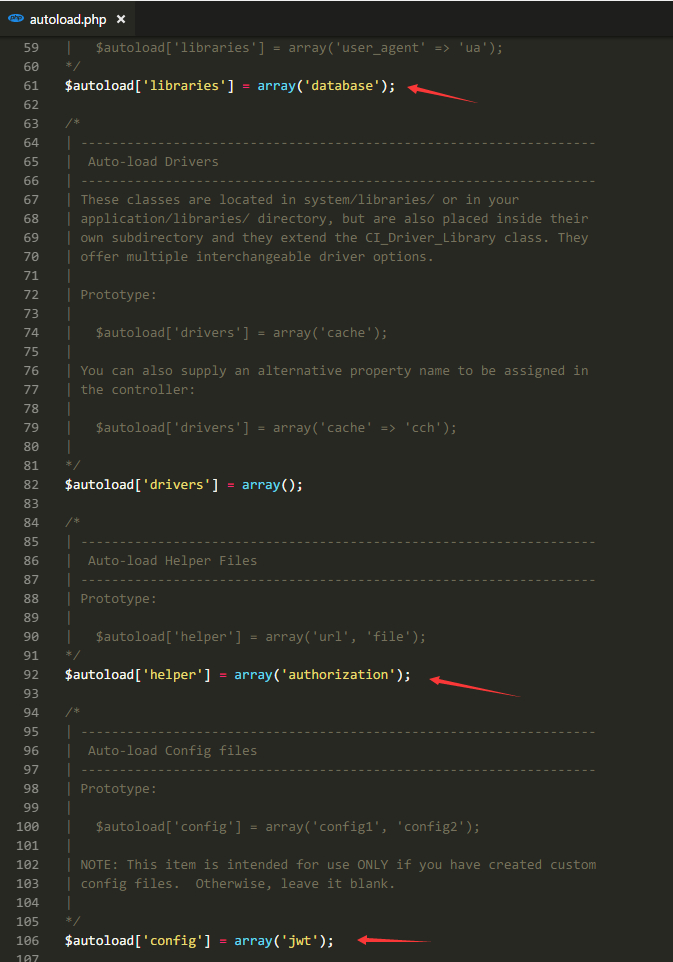 php autoload.php ×
59 |   $autoload['libraries'] = array('user_agent' => 'ua');
60 */
61 $autoload['libraries'] = array('database');
62
63 /*
64 | -------------------------------------------------------------------
65 |  Auto-load Drivers
66 | -------------------------------------------------------------------
67 | These classes are located in system/libraries/ or in your
68 | application/libraries/ directory, but are also placed inside their
69 | own subdirectory and they extend the CI_Driver_Library class. They
70 | offer multiple interchangeable driver options.
71 |
72 | Prototype:
73 |
74 |   $autoload['drivers'] = array('cache');
75 |
76 | You can also supply an alternative property name to be assigned in
77 | the controller:
78 |
79 |   $autoload['drivers'] = array('cache' => 'cch');
80 |
81 */
82 $autoload['drivers'] = array();
83
84 /*
85 | -------------------------------------------------------------------
86 |  Auto-load Helper Files
87 | -------------------------------------------------------------------
88 | Prototype:
89 |
90 |   $autoload['helper'] = array('url', 'file');
91 */
92 $autoload['helper'] = array('authorization');
93
94 /*
95 | -------------------------------------------------------------------
96 |  Auto-load Config files
97 | -------------------------------------------------------------------
98 | Prototype:
99 |
100 |   $autoload['config'] = array('config1', 'config2');
101 |
102 | NOTE: This item is intended for use ONLY if you have created custom
103 | config files.  Otherwise, leave it blank.
104 |
105 */
106 $autoload['config'] = array('jwt');
107